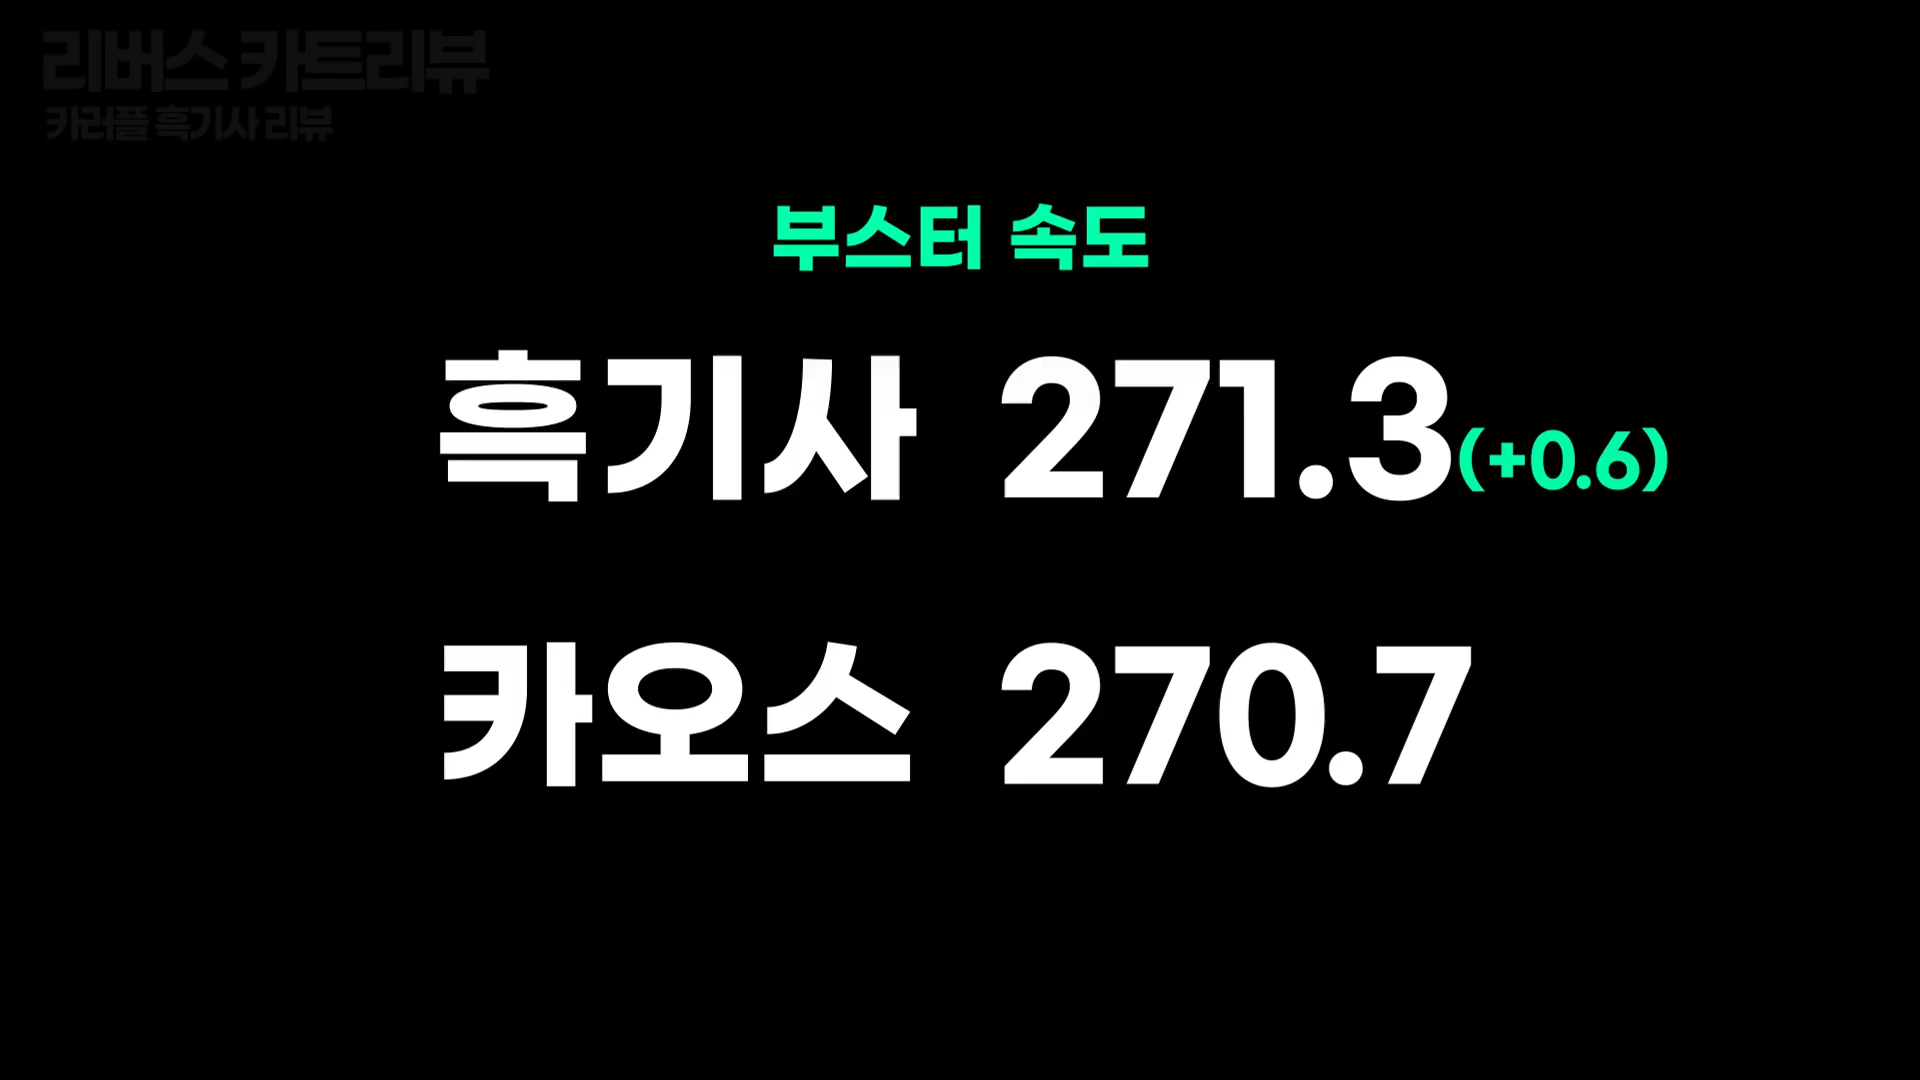 리버스 카트리뷰
카러플 흑기사 리뷰
부스터 속도
흑기사 271.3(+0.6)
카오스 270.7